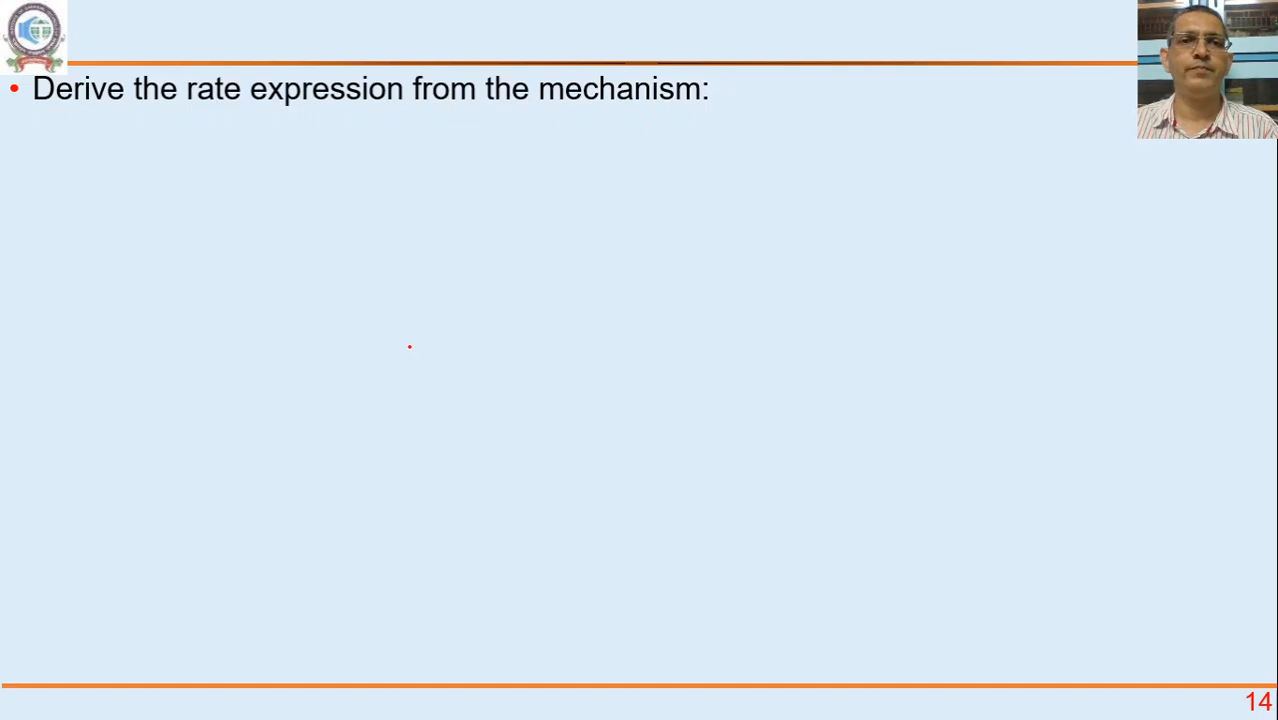 • Derive the rate expression from the mechanism:
14